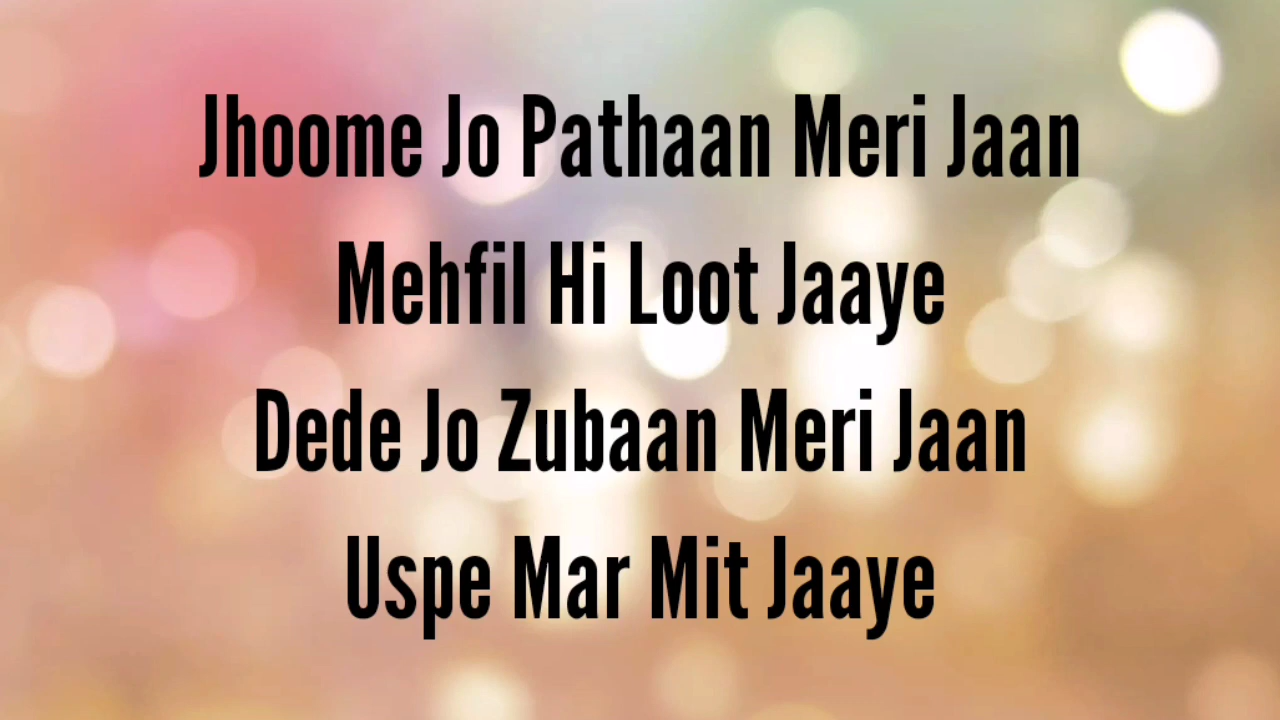 Jhoome Jo Pathaan Meri Jaan
Mehfil Hi Loot Jaaye
Dede Jo Zubaan Meri Jaan
Uspe Mar Mit Jaaye